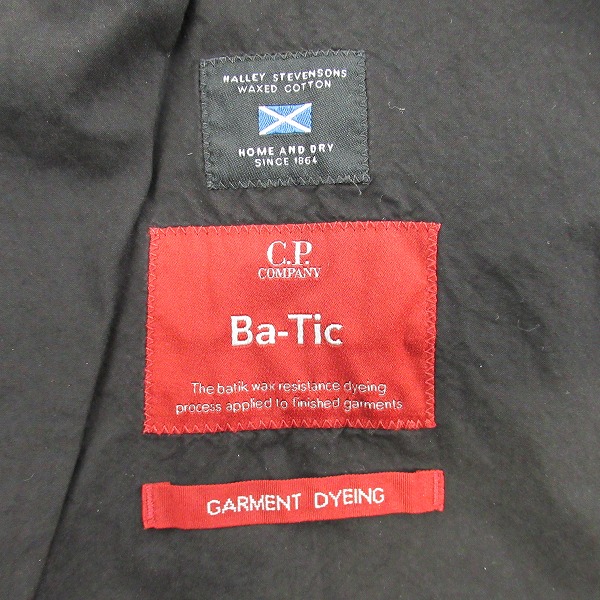 HALLEY STEVENSONS
WAXED COTTON
HOME AND DRY
SINCE 1864
C.P.
COMPANY
Ba-Tic
The batik wax resistance dyeing
process applied to finished garments
GARMENT DYEING